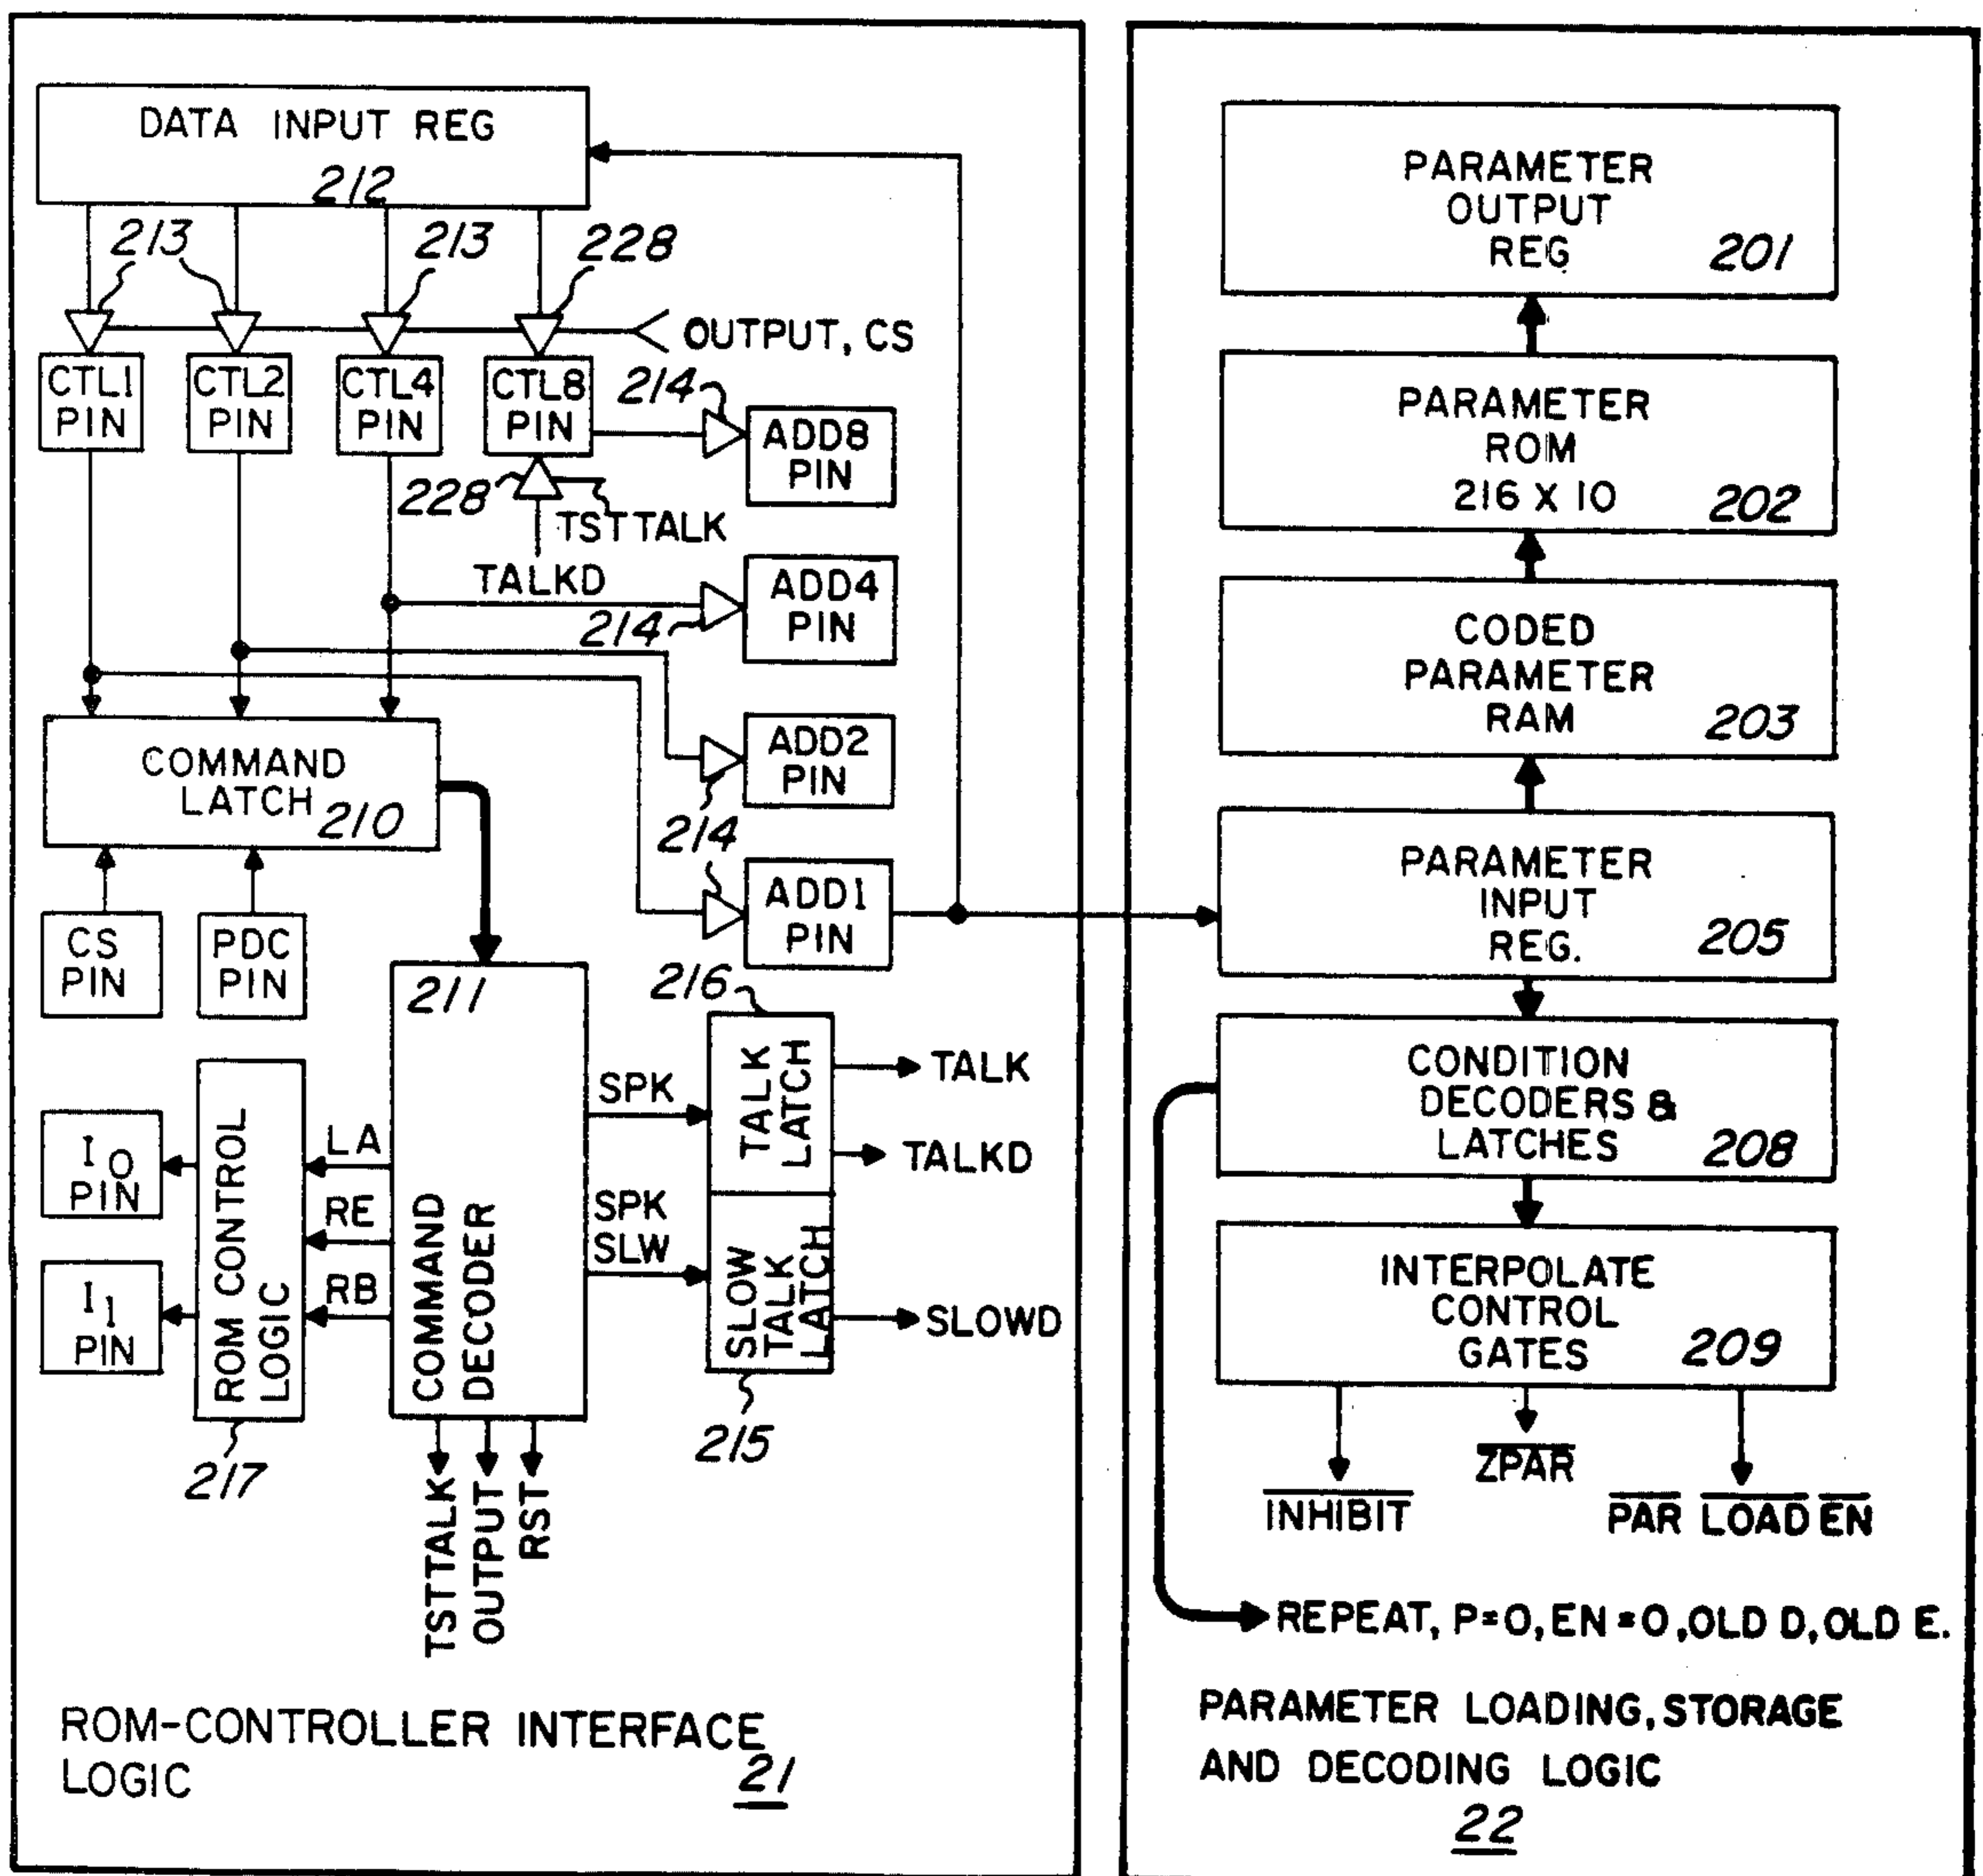 DATA INPUT REG
212
213
213
228
OUTPUT, CS
CTL1
PIN
CTL2
PIN
CTL4
PIN
CTL8
PIN
214
ADD8
PIN
228
TSTTALK
TALKD
214
ADD4
PIN
COMMAND
LATCH
210
ADD2
PIN
214
ADD1
PIN
CS
PIN
PDC
PIN
211
COMMAND
DECODER
216
SPK
TALK
LATCH
TALK
TALKD
SPK
SLW
SLOW
TALK
LATCH
SLOWD
215
I0
PIN
I1
PIN
ROM CONTROL
LOGIC
217
LA
RE
RB
TSTTALK
OUTPUT
RST
ROM-CONTROLLER INTERFACE
LOGIC
21
PARAMETER
OUTPUT
REG
201
PARAMETER
ROM
216 X 10
202
CODED
PARAMETER
RAM
203
PARAMETER
INPUT
REG.
205
CONDITION
DECODERS &
LATCHES
208
INTERPOLATE
CONTROL
GATES
209
INHIBIT
ZPAR
PAR LOAD EN
REPEAT, P=0, EN=0, OLD D, OLD E.
PARAMETER LOADING, STORAGE
AND DECODING LOGIC
22